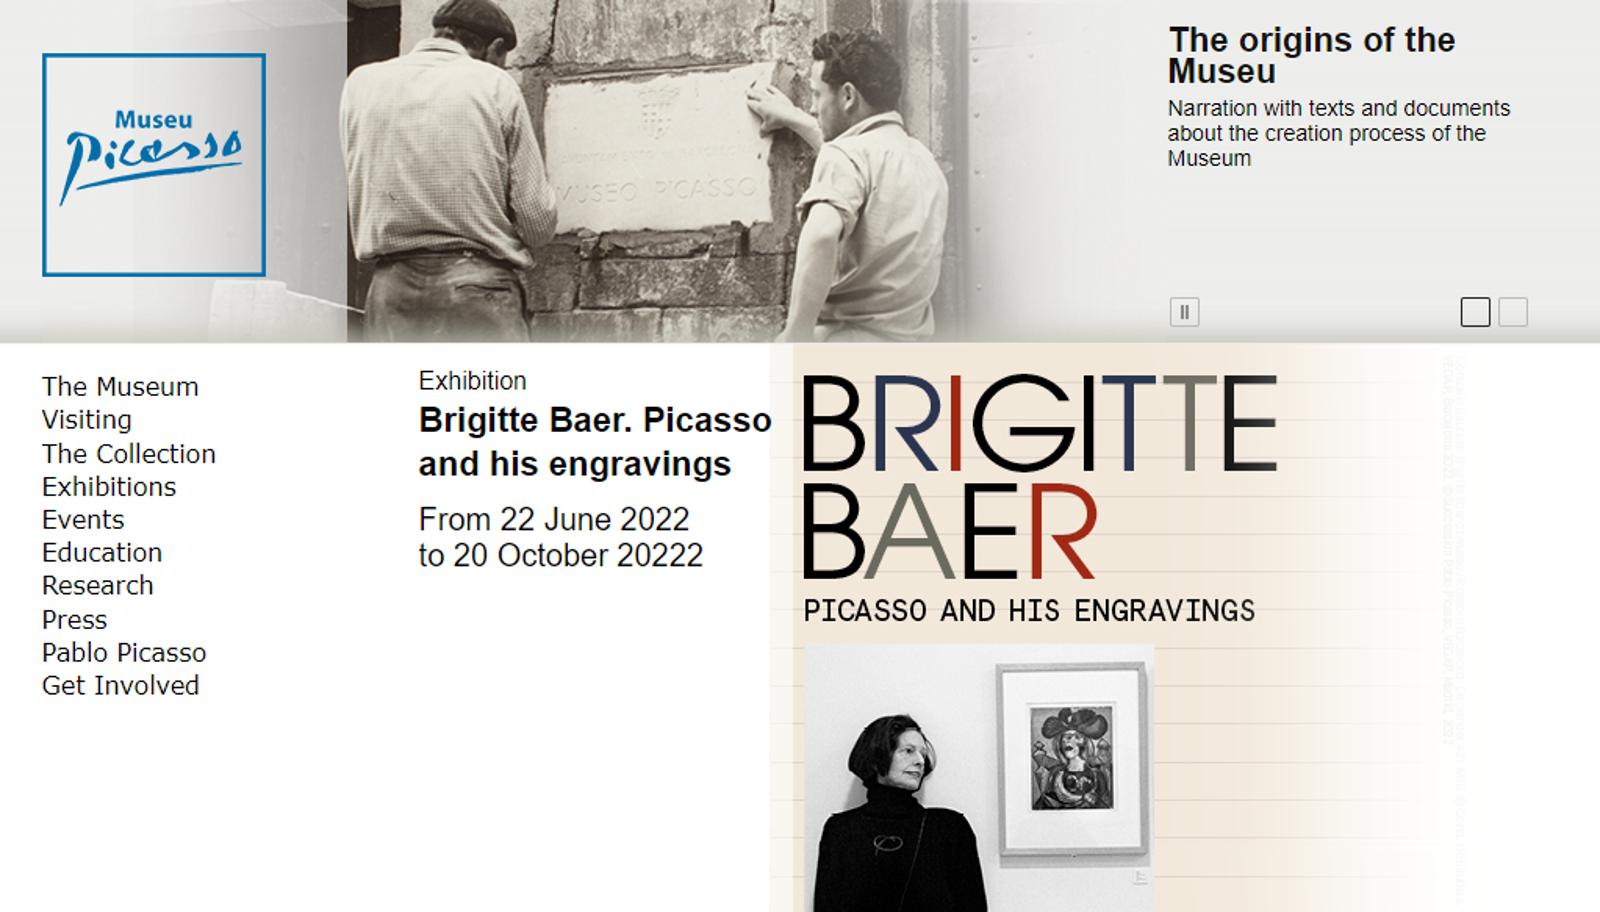 Museu
Picasso
MUSEO PICASSO
The origins of the
Museu
Narration with texts and documents
about the creation process of the
Museum
The Museum
Visiting
The Collection
Exhibitions
Events
Education
Research
Press
Pablo Picasso
Get Involved
Exhibition
Brigitte Baer. Picasso
and his engravings
From 22 June 2022
to 20 October 20222
BRIGITTE
BAER
PICASSO AND HIS ENGRAVINGS